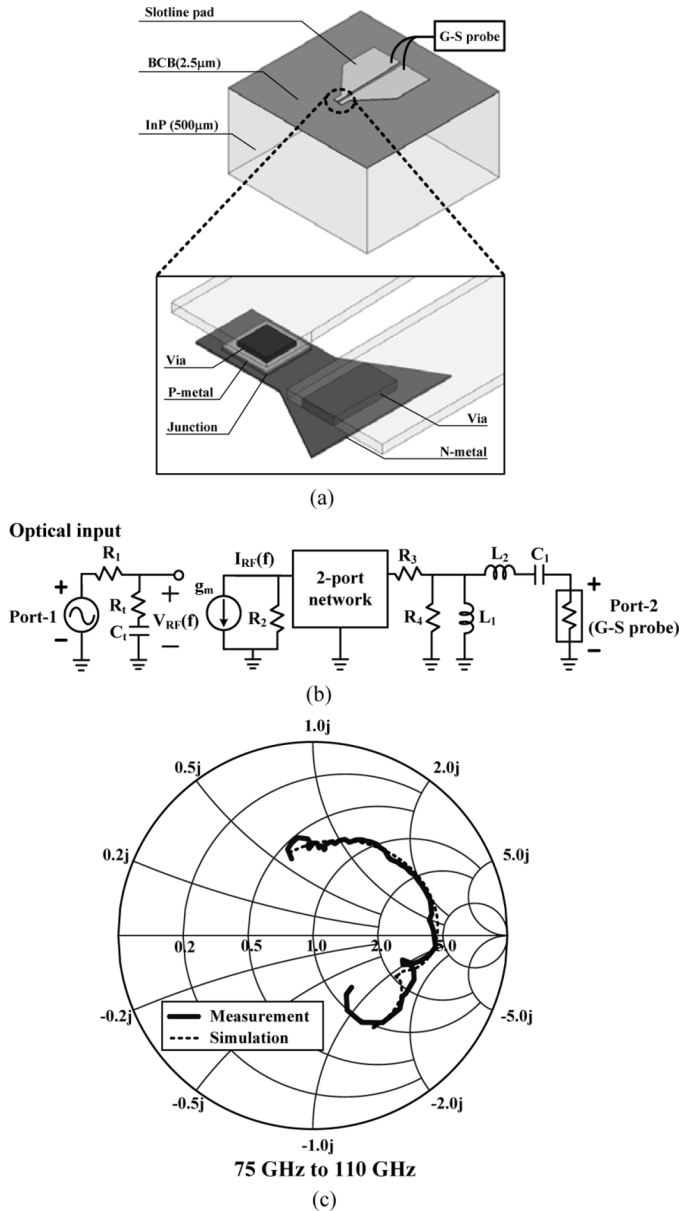 Slotline pad
G-S probe
BCB(2.5μm)
InP (500μm)
Via
P-metal
Junction
Via
N-metal
(a)
Optical input
R1
Rt
Ct
Port-1
+
−
+
VRF(f)
−
IRF(f)
gm
R2
2-port
network
R3
R4
L1
L2
C1
+
Port-2
(G-S probe)
−
(b)
1.0j
0.5j
2.0j
0.2j
5.0j
0.2
0.5
1.0
2.0
5.0
-0.2j
-5.0j
Measurement
Simulation
-0.5j
-2.0j
-1.0j
75 GHz to 110 GHz
(c)